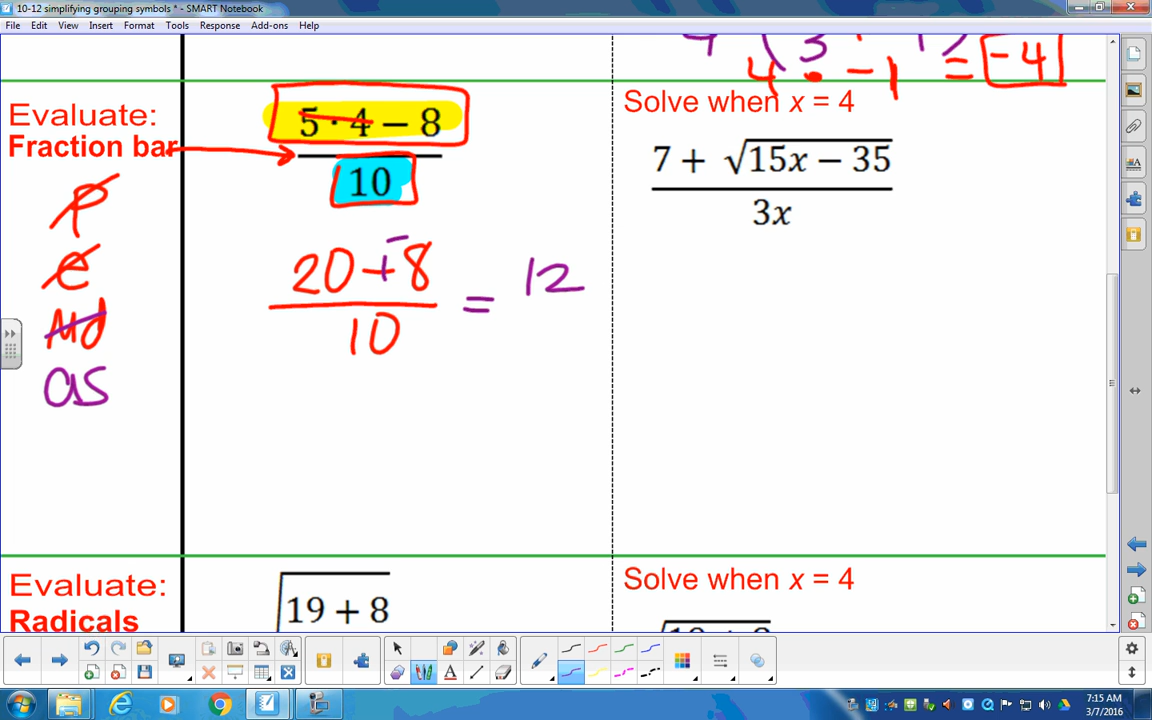 10-12 simplifying grouping symbols * - SMART Notebook
File Edit View Insert Format Tools Response Add-ons Help
4 · -1 = -4
Evaluate:
Fraction bar
5 · 4 − 8
10
p
e
Md
as
20 + -8
10
= 12
Solve when x = 4
7 + √15x − 35
3x
Evaluate:
Radicals
√19 + 8
Solve when x = 4
7:15 AM
3/7/2016